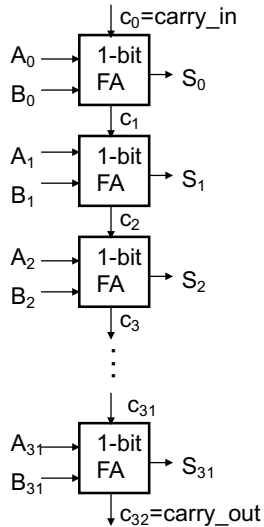 c₀=carry_in
A₀ 1-bit
FA S₀
B₀
c₁
A₁ 1-bit
FA S₁
B₁
c₂
A₂ 1-bit
FA S₂
B₂
c₃
⋮
c₃₁
A₃₁ 1-bit
FA S₃₁
B₃₁
c₃₂=carry_out